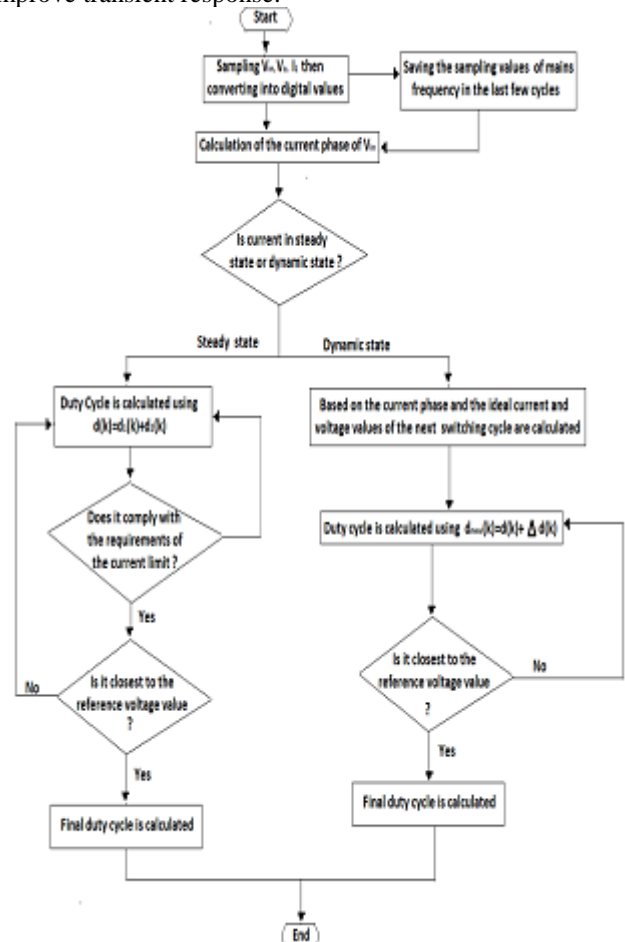 improve transient response.
Start
Sampling Vin, Vo, IL then
converting into digital values
Saving the sampling values of mains
frequency in the last few cycles
Calculation of the current phase of Vin
Is current in steady
state or dynamic state ?
Steady state
Dynamic state
Duty Cycle is calculated using
d(k)=d1(k)+d2(k)
Based on the current phase and the ideal current and
voltage values of the next switching cycle are calculated
Does it comply with
the requirements of
the current limit ?
Duty cycle is calculated using dnew(k)=d(k)+ Δ d(k)
Yes
Is it closest to the
reference voltage value
?
No
Is it closest to the
reference voltage value
?
No
Yes
Yes
Final duty cycle is calculated
Final duty cycle is calculated
End